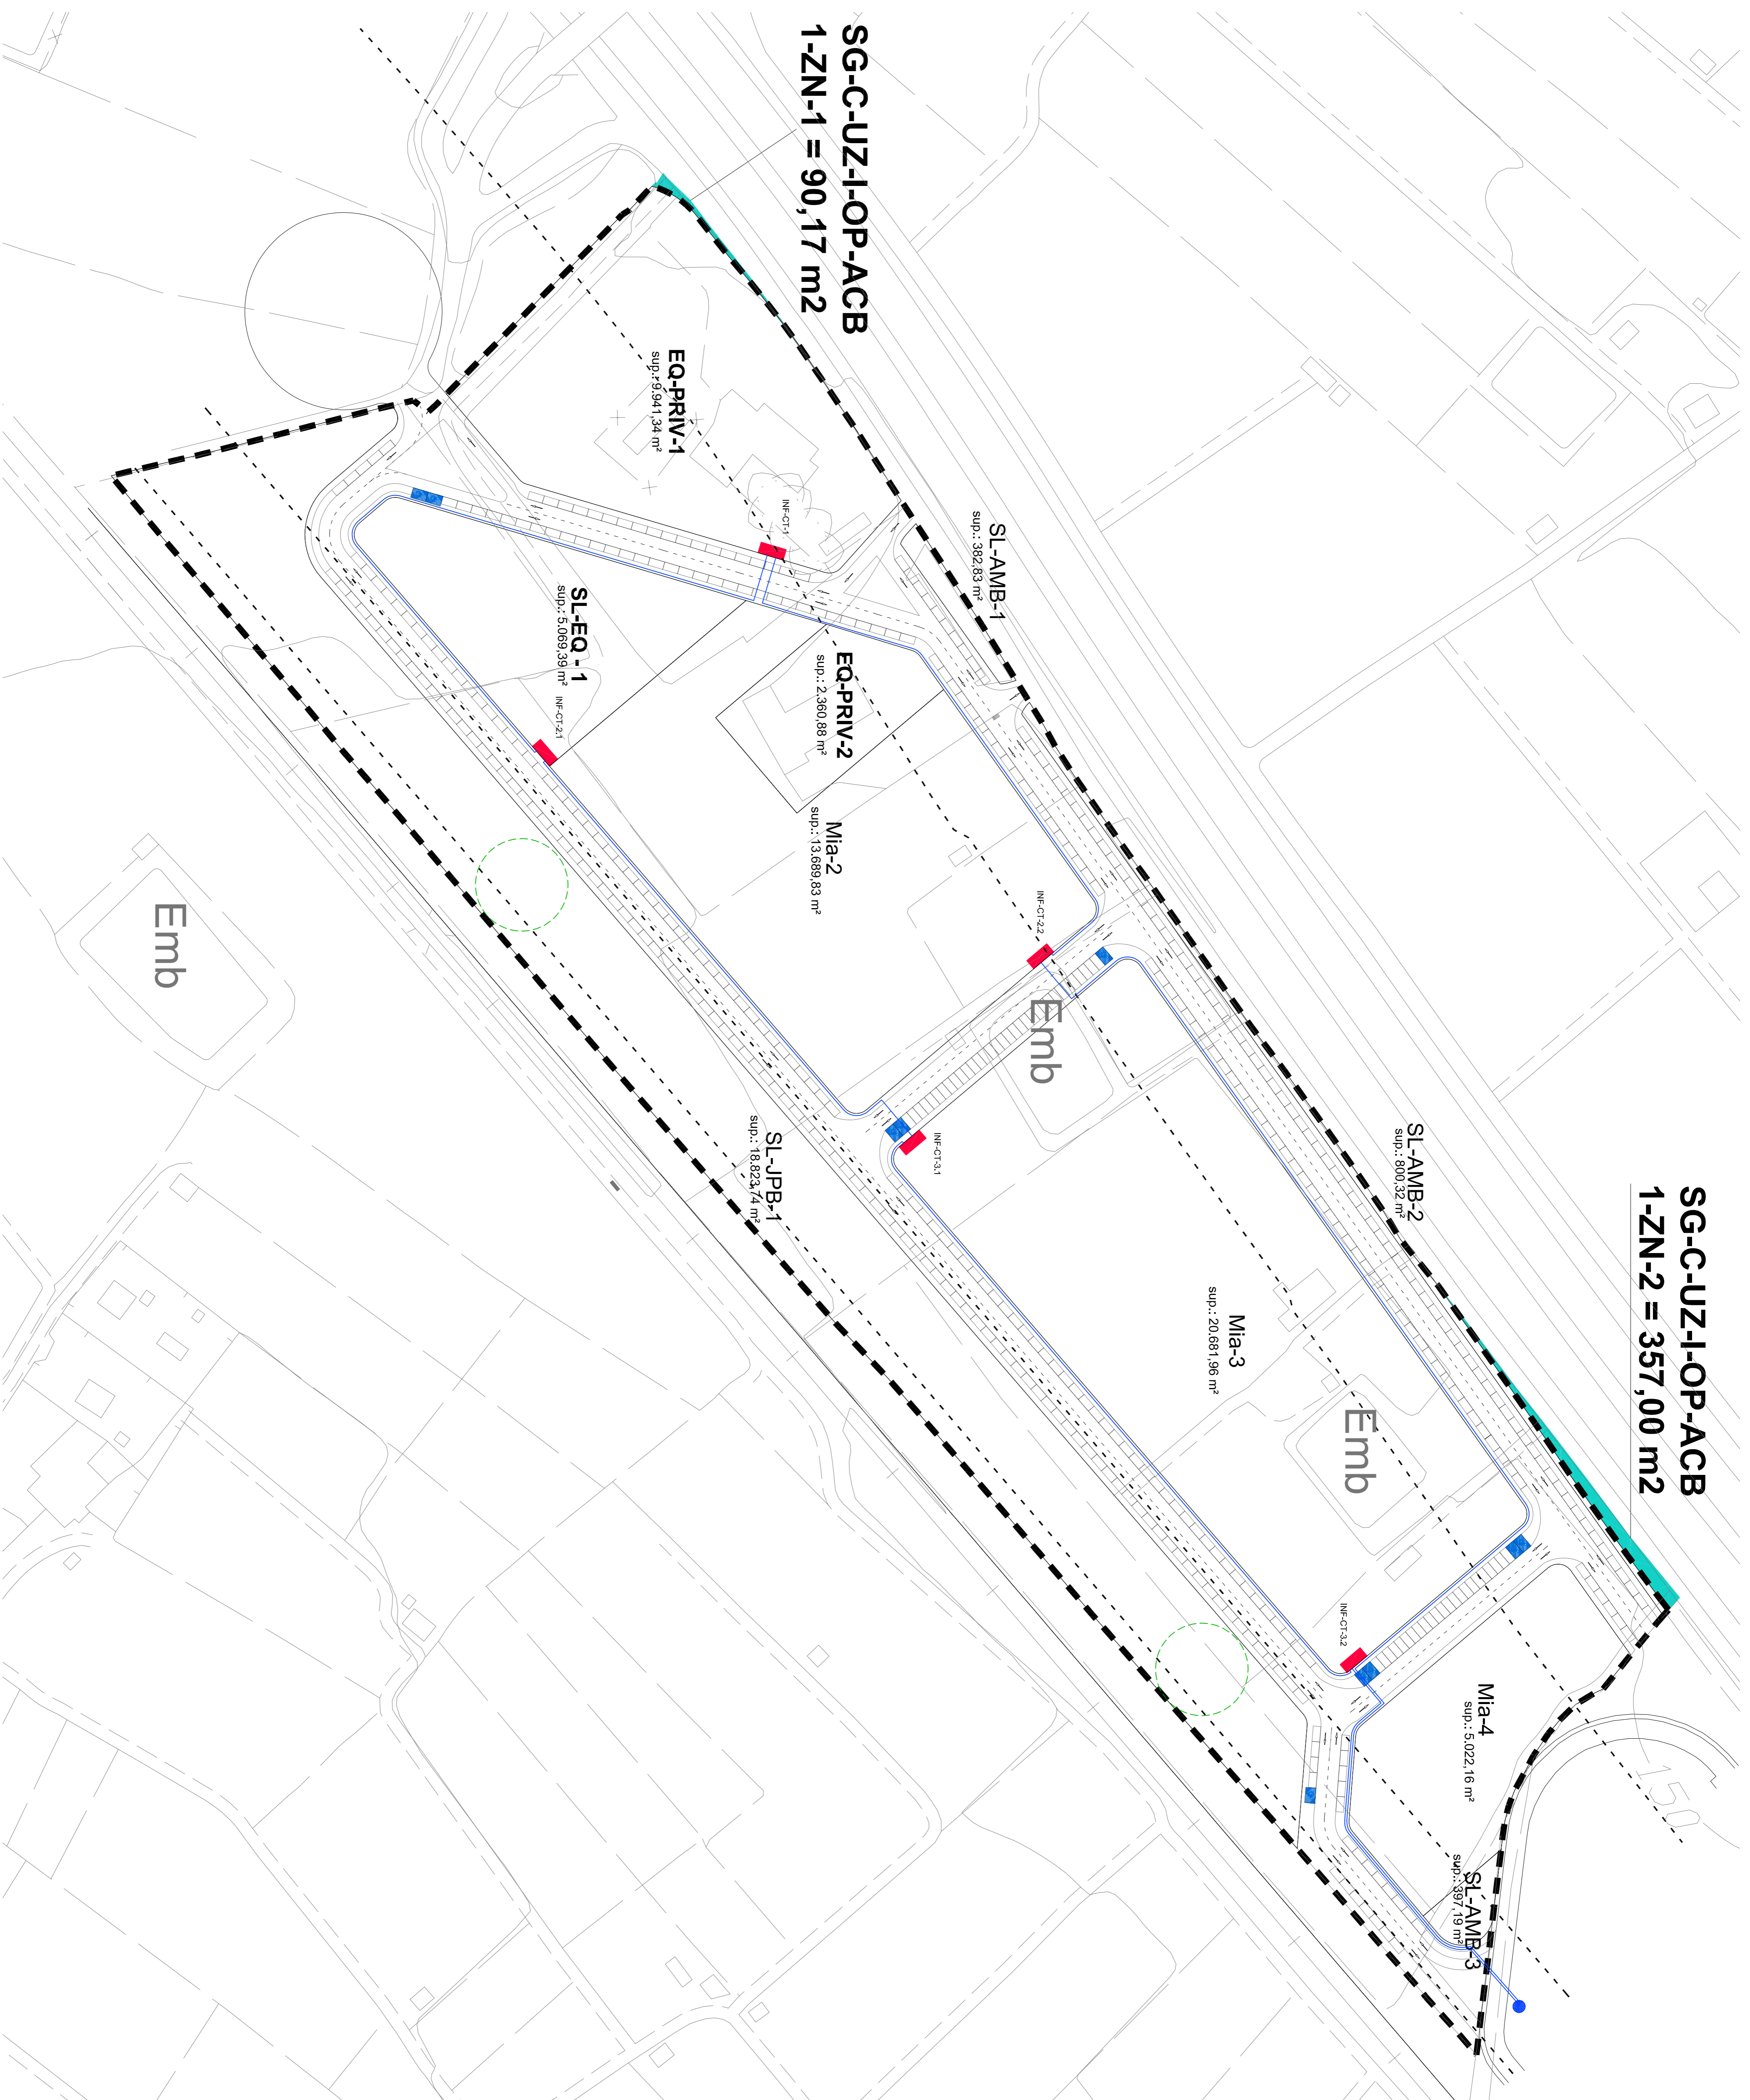 SG-C-UZ-I-OP-ACB
1-ZN-1 = 90,17 m2
SG-C-UZ-I-OP-ACB
1-ZN-2 = 357,00 m2
EQ-PRIV-1
sup.: 9.941,34 m²
INF-CT-1
SL-AMB-1
sup.: 382,83 m²
SL-EQ -1
sup.: 5.069,39 m²
INF-CT-2.1
EQ-PRIV-2
sup.: 2.360,88 m²
Mia-2
sup.: 13.689,83 m²
INF-CT-2.2
Emb
Emb
INF-CT-3.1
SL-JPB-1
sup.: 18.823,74 m²
SL-AMB-2
sup.: 800,32 m²
Mia-3
sup.: 20.681,96 m²
Emb
INF-CT-3.2
Mia-4
sup.: 5.022,16 m²
150
SL-AMB-3
sup.: 397,19 m²